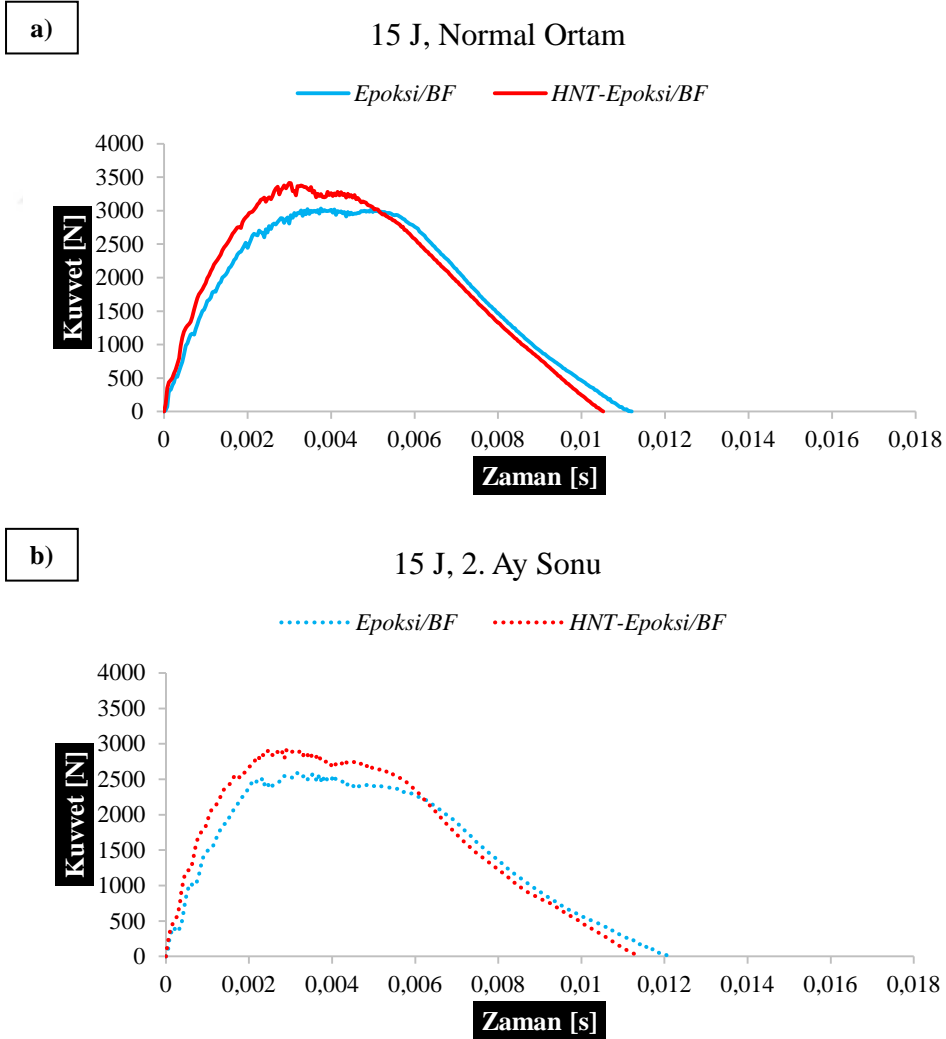 a)
15 J, Normal Ortam
Epoksi/BF HNT-Epoksi/BF
4000
3500
3000
2500
2000
1500
1000
500
0
Kuvvet [N]
0 0,002 0,004 0,006 0,008 0,01 0,012 0,014 0,016 0,018
Zaman [s]
b)
15 J, 2. Ay Sonu
Epoksi/BF HNT-Epoksi/BF
4000
3500
3000
2500
2000
1500
1000
500
0
Kuvvet [N]
0 0,002 0,004 0,006 0,008 0,01 0,012 0,014 0,016 0,018
Zaman [s]